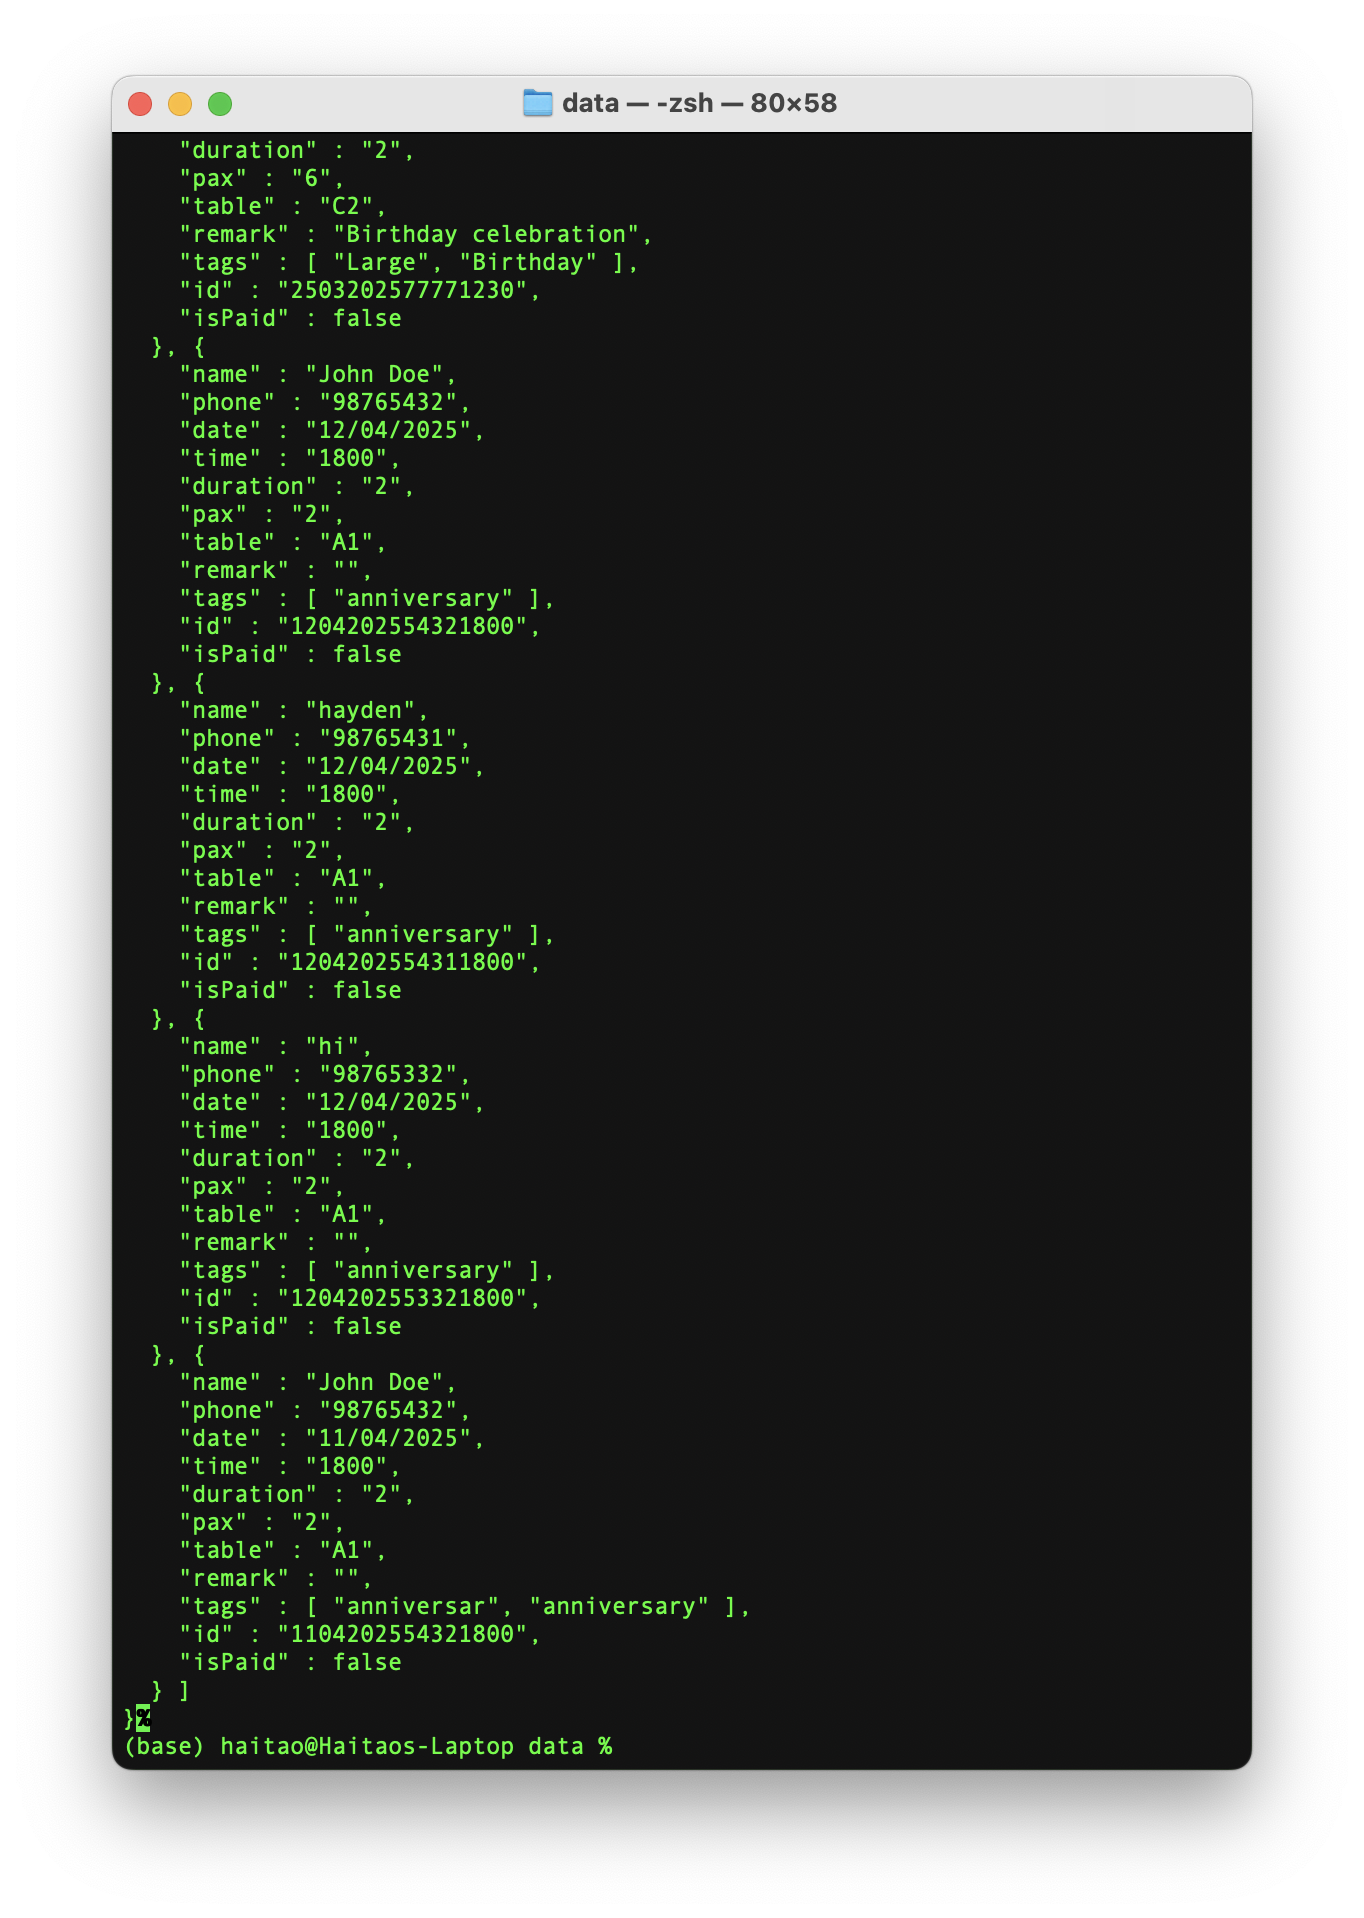 data — -zsh — 80×58
"duration" : "2",
"pax" : "6",
"table" : "C2",
"remark" : "Birthday celebration",
"tags" : [ "Large", "Birthday" ],
"id" : "2503202577771230",
"isPaid" : false
}, {
"name" : "John Doe",
"phone" : "98765432",
"date" : "12/04/2025",
"time" : "1800",
"duration" : "2",
"pax" : "2",
"table" : "A1",
"remark" : "",
"tags" : [ "anniversary" ],
"id" : "1204202554321800",
"isPaid" : false
}, {
"name" : "hayden",
"phone" : "98765431",
"date" : "12/04/2025",
"time" : "1800",
"duration" : "2",
"pax" : "2",
"table" : "A1",
"remark" : "",
"tags" : [ "anniversary" ],
"id" : "1204202554311800",
"isPaid" : false
}, {
"name" : "hi",
"phone" : "98765332",
"date" : "12/04/2025",
"time" : "1800",
"duration" : "2",
"pax" : "2",
"table" : "A1",
"remark" : "",
"tags" : [ "anniversary" ],
"id" : "1204202553321800",
"isPaid" : false
}, {
"name" : "John Doe",
"phone" : "98765432",
"date" : "11/04/2025",
"time" : "1800",
"duration" : "2",
"pax" : "2",
"table" : "A1",
"remark" : "",
"tags" : [ "anniversar", "anniversary" ],
"id" : "1104202554321800",
"isPaid" : false
} ]
}%
(base) haitao@Haitaos-Laptop data %